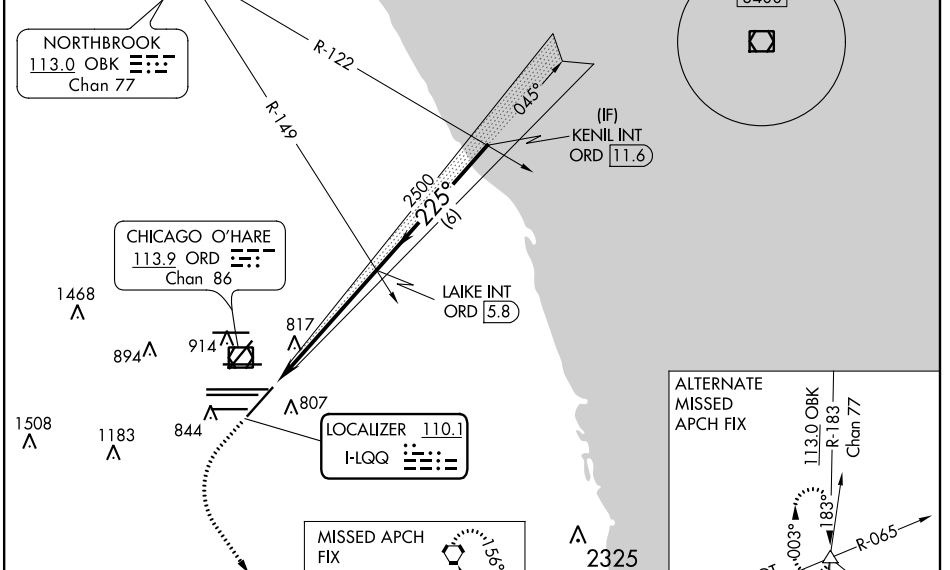 NORTHBROOK
113.0 OBK
Chan 77
R-122
R-149
045°
(IF)
KENIL INT
ORD 11.6
2500
225°
(6)
CHICAGO O'HARE
113.9 ORD
Chan 86
LAIKE INT
ORD 5.8
1468
894
914
817
807
844
1508
1183
LOCALIZER 110.1
I-LQQ
MISSED APCH
FIX
156°
2325
ALTERNATE
MISSED
APCH FIX
113.0 OBK
R-183
Chan 77
183°
003°
R-065